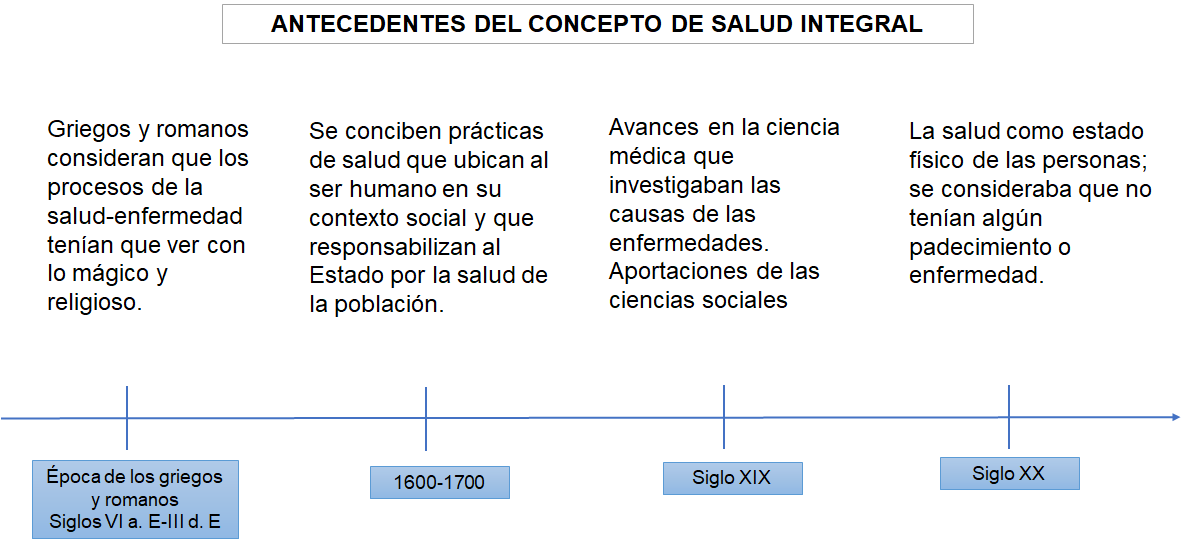 ANTECEDENTES DEL CONCEPTO DE SALUD INTEGRAL
Griegos y romanos
consideran que los
procesos de la
salud-enfermedad
tenían que ver con
lo mágico y
religioso.
Se conciben prácticas
de salud que ubican al
ser humano en su
contexto social y que
responsabilizan al
Estado por la salud de
la población.
Avances en la ciencia
médica que
investigaban las
causas de las
enfermedades.
Aportaciones de las
ciencias sociales
La salud como estado
físico de las personas;
se consideraba que no
tenían algún
padecimiento o
enfermedad.
Época de los griegos
y romanos
Siglos VI a. E-III d. E
1600-1700
Siglo XIX
Siglo XX